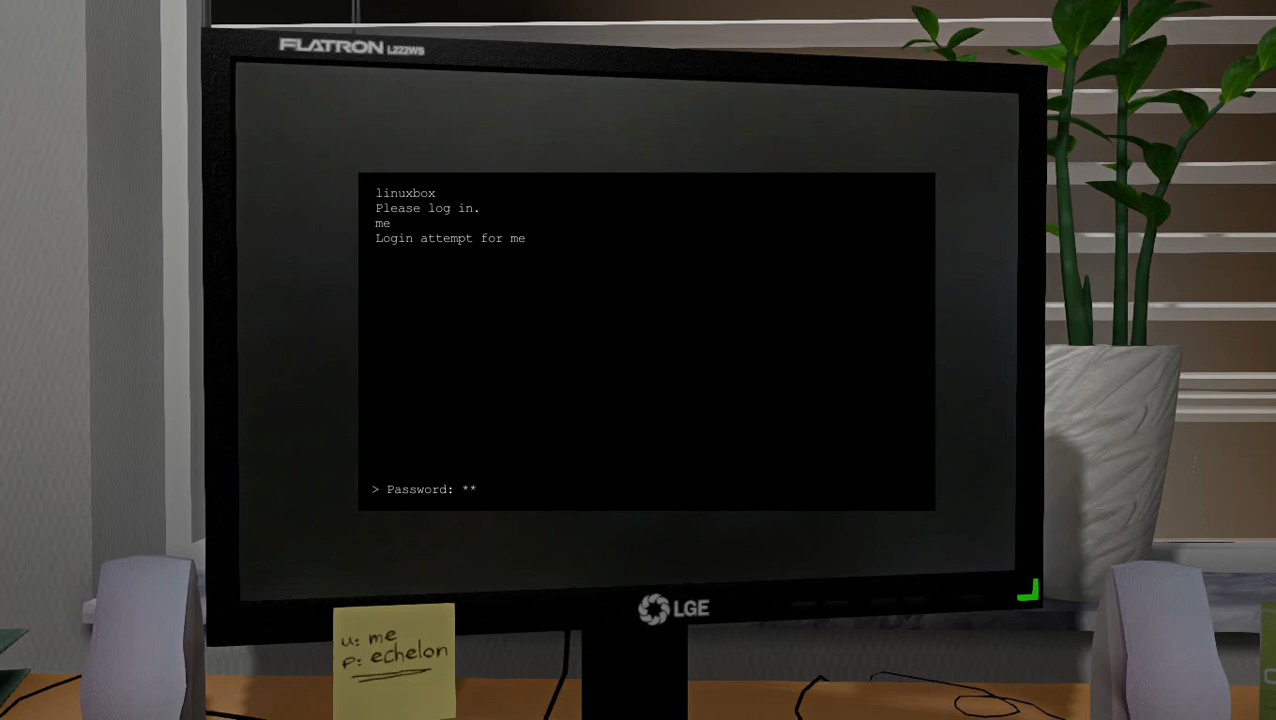 FLATRON L222WS
linuxbox
Please log in.
me
Login attempt for me
> Password: **
LGE
u: me
p: echelon